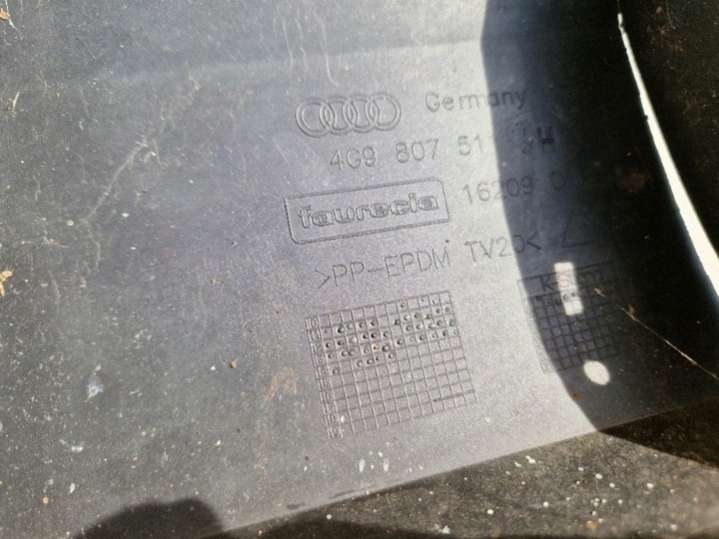 Germany
4G9 807 51
faurecia
16209 D
>PP-EPDM TV20<